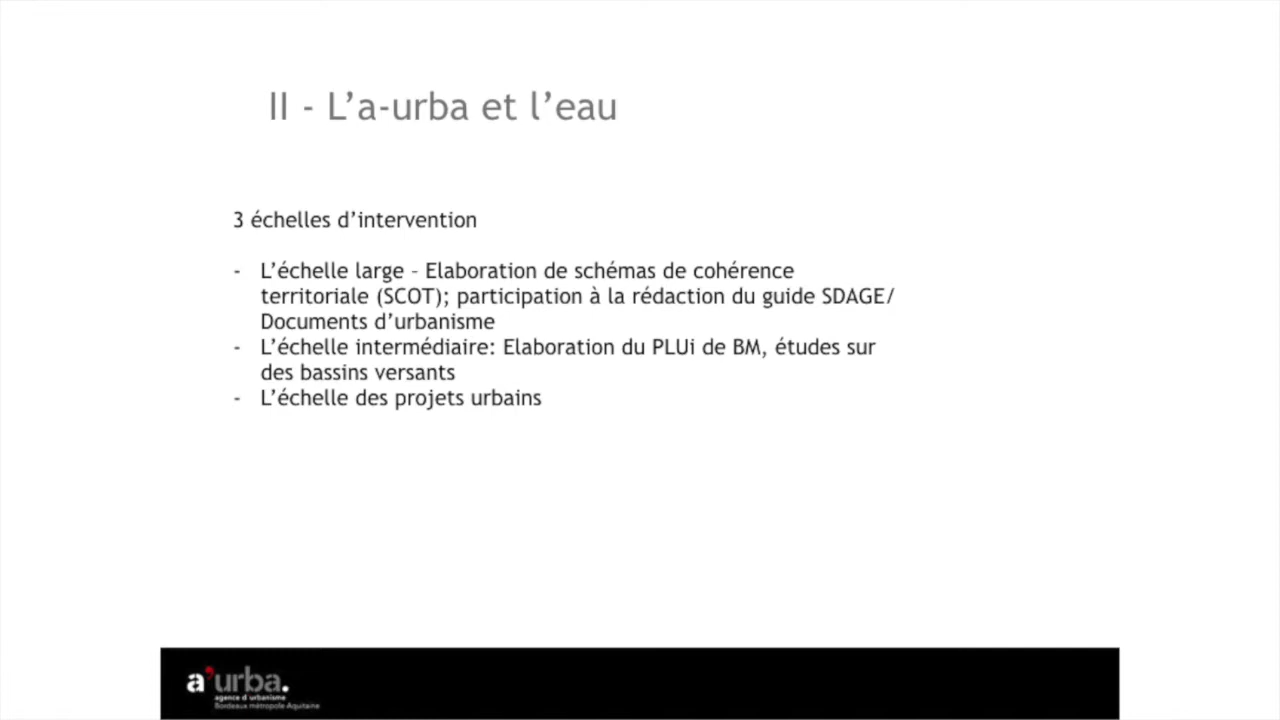 II - L’a-urba et l’eau
3 échelles d’intervention
- L’échelle large – Elaboration de schémas de cohérence
territoriale (SCOT); participation à la rédaction du guide SDAGE/
Documents d’urbanisme
- L’échelle intermédiaire: Elaboration du PLUi de BM, études sur
des bassins versants
- L’échelle des projets urbains
a’urba.
agence d’urbanisme
Bordeaux métropole Aquitaine